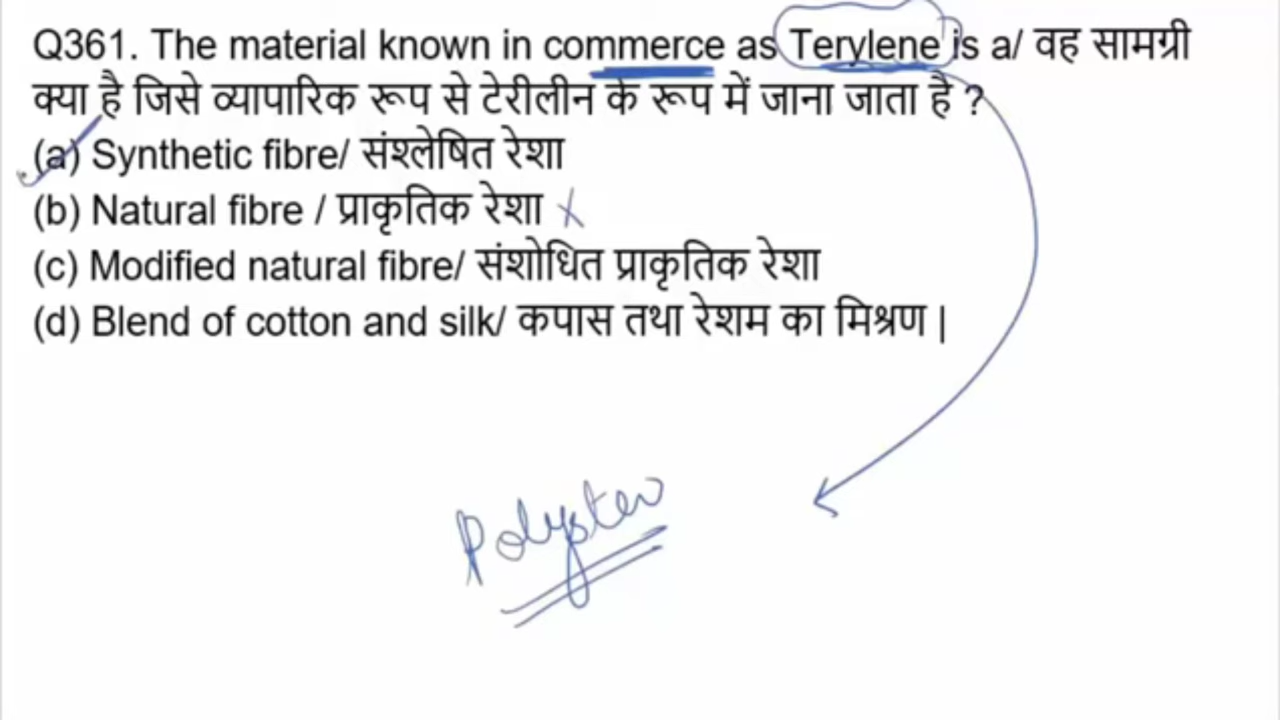 Q361. The material known in commerce as Terylene is a/ वह सामग्री
क्या है जिसे व्यापारिक रूप से टेरीलीन के रूप में जाना जाता है ?
(a) Synthetic fibre/ संश्लेषित रेशा
(b) Natural fibre / प्राकृतिक रेशा
(c) Modified natural fibre/ संशोधित प्राकृतिक रेशा
(d) Blend of cotton and silk/ कपास तथा रेशम का मिश्रण |
Polyster